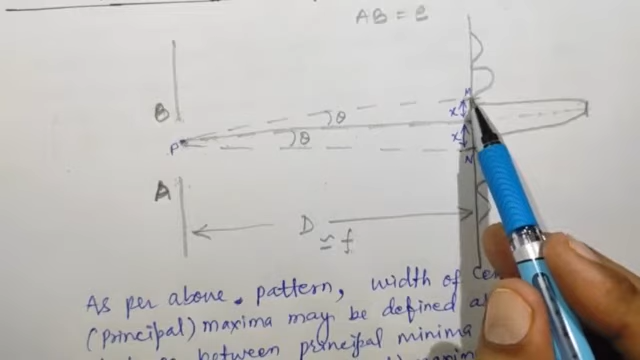 AB = e
B
M
x
θ
P
θ
x
N
A
D
≃ f
As per above pattern, width of
(Principal) maxima may be defined
between principal minima